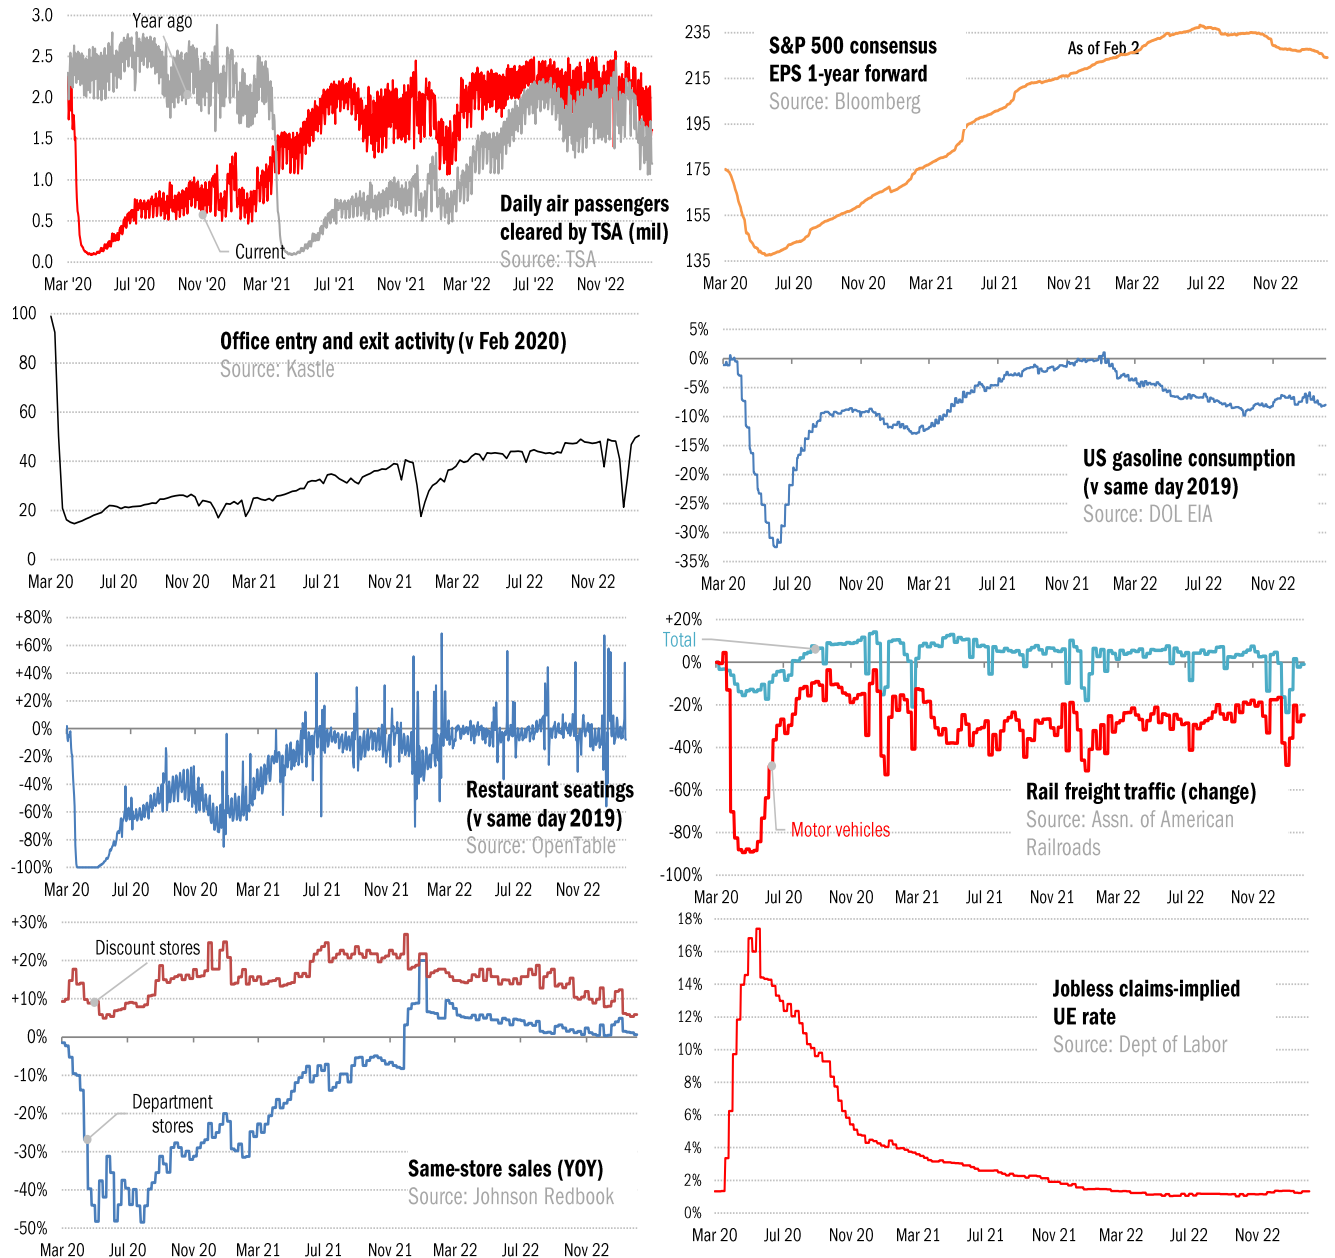 3.0
2.5
2.0
1.5
1.0
0.5
0.0
Year ago
Current
Daily air passengers
cleared by TSA (mil)
Source: TSA
Mar '20 Jul '20 Nov '20 Mar '21 Jul '21 Nov '21 Mar '22 Jul '22 Nov '22
235
215
195
175
155
135
S&P 500 consensus
EPS 1-year forward
Source: Bloomberg
As of Feb 2
Mar 20 Jul 20 Nov 20 Mar 21 Jul 21 Nov 21 Mar 22 Jul 22 Nov 22
100
80
60
40
20
0
Office entry and exit activity (v Feb 2020)
Source: Kastle
Mar 20 Jul 20 Nov 20 Mar 21 Jul 21 Nov 21 Mar 22 Jul 22 Nov 22
5%
0%
-5%
-10%
-15%
-20%
-25%
-30%
-35%
US gasoline consumption
(v same day 2019)
Source: DOL EIA
Mar 20 Jul 20 Nov 20 Mar 21 Jul 21 Nov 21 Mar 22 Jul 22 Nov 22
+80%
+60%
+40%
+20%
0%
-20%
-40%
-60%
-80%
-100%
Restaurant seatings
(v same day 2019)
Source: OpenTable
Mar 20 Jul 20 Nov 20 Mar 21 Jul 21 Nov 21 Mar 22 Jul 22 Nov 22
+20%
0%
-20%
-40%
-60%
-80%
-100%
Total
Motor vehicles
Rail freight traffic (change)
Source: Assn. of American
Railroads
Mar 20 Jul 20 Nov 20 Mar 21 Jul 21 Nov 21 Mar 22 Jul 22 Nov 22
+30%
+20%
+10%
0%
-10%
-20%
-30%
-40%
-50%
Discount stores
Department
stores
Same-store sales (YOY)
Source: Johnson Redbook
Mar 20 Jul 20 Nov 20 Mar 21 Jul 21 Nov 21 Mar 22 Jul 22 Nov 22
18%
16%
14%
12%
10%
8%
6%
4%
2%
0%
Jobless claims-implied
UE rate
Source: Dept of Labor
Mar 20 Jul 20 Nov 20 Mar 21 Jul 21 Nov 21 Mar 22 Jul 22 Nov 22